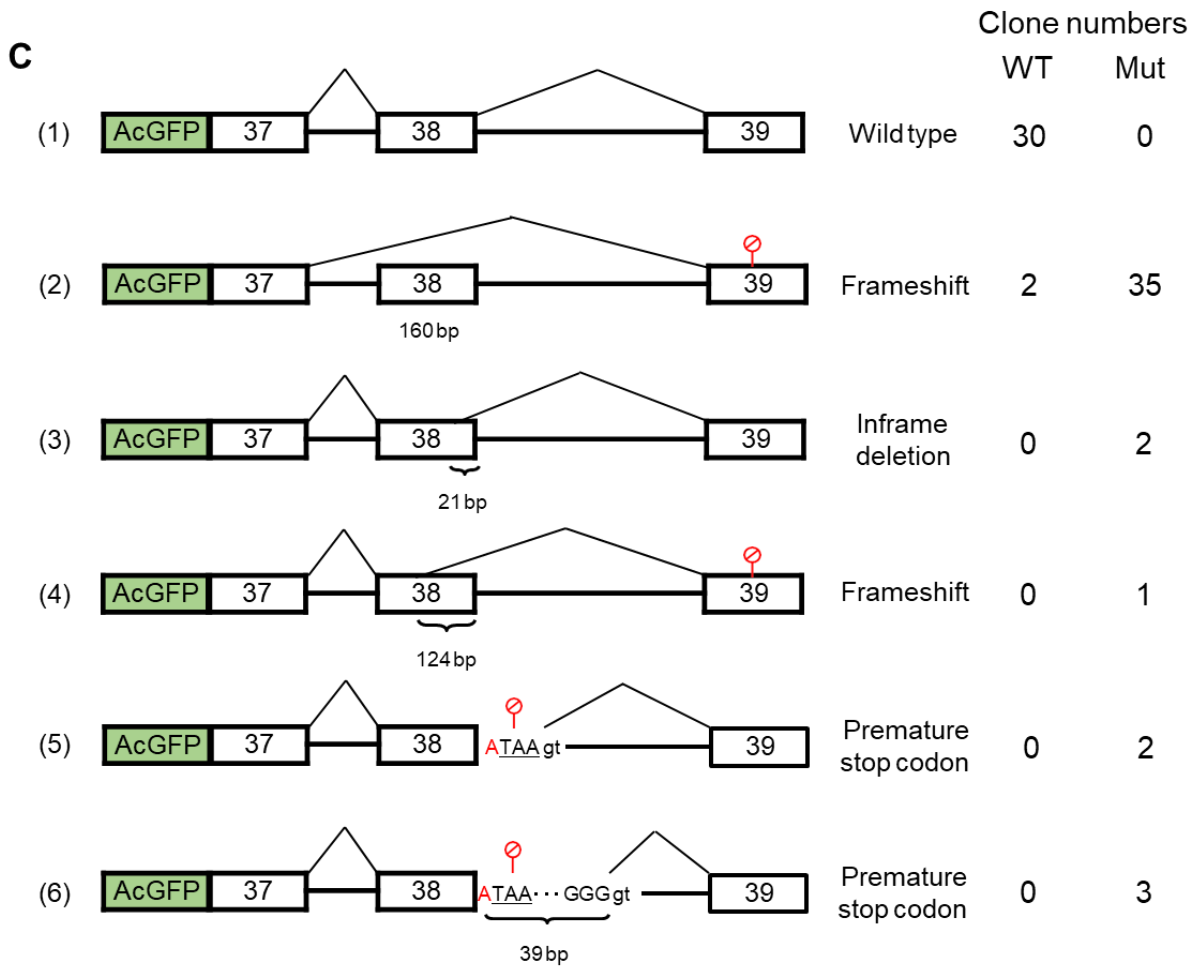 Clone numbers
C WT Mut
(1) AcGFP 37 38 39 Wild type 30 0
(2) AcGFP 37 38 39 Frameshift 2 35
160 bp
(3) AcGFP 37 38 39 Inframe deletion 0 2
21 bp
(4) AcGFP 37 38 39 Frameshift 0 1
124 bp
(5) AcGFP 37 38 ATAA gt 39 Premature stop codon 0 2
(6) AcGFP 37 38 ATAA···GGGgt 39 Premature stop codon 0 3
39 bp